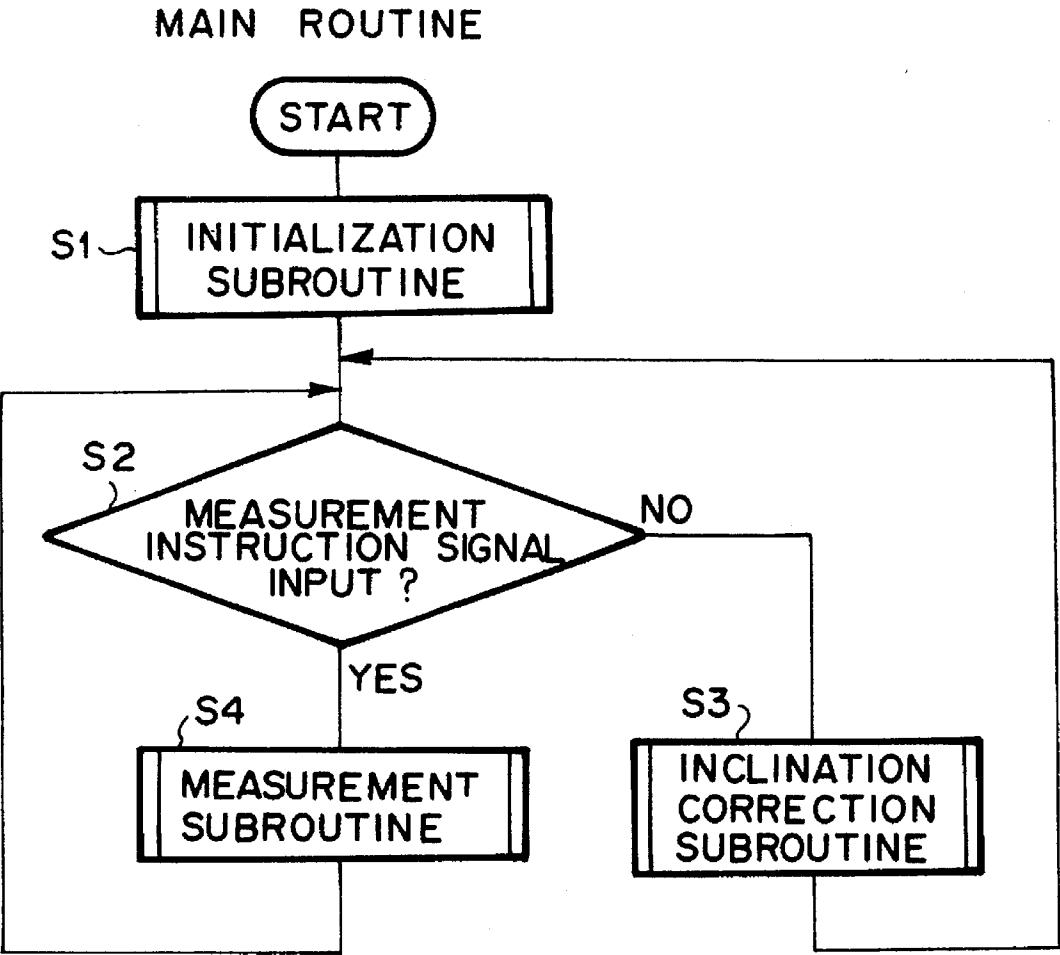 MAIN ROUTINE
START
S1
INITIALIZATION
SUBROUTINE
S2
MEASUREMENT
INSTRUCTION SIGNAL
INPUT ?
NO
YES
S4
MEASUREMENT
SUBROUTINE
S3
INCLINATION
CORRECTION
SUBROUTINE